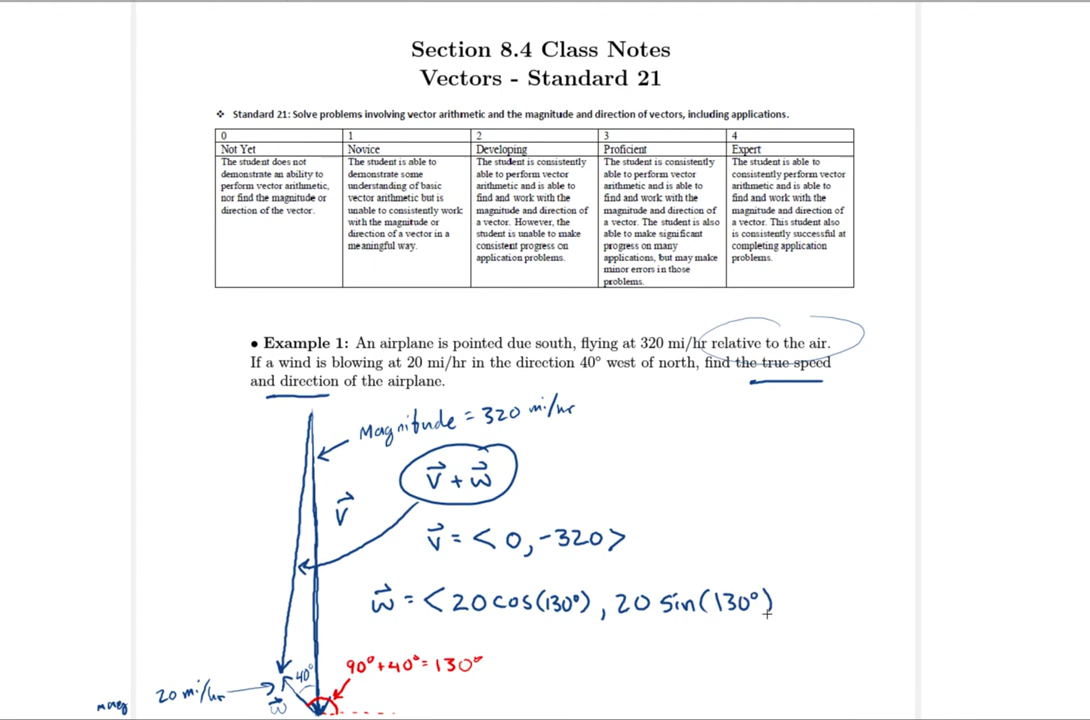 Section 8.4 Class Notes
Vectors - Standard 21
❖ Standard 21: Solve problems involving vector arithmetic and the magnitude and direction of vectors, including applications.
0 1 2 3 4
Not Yet Novice Developing Proficient Expert
The student does not demonstrate an ability to perform vector arithmetic, nor find the magnitude or direction of the vector.
The student is able to demonstrate some understanding of basic vector arithmetic but is unable to consistently work with the magnitude or direction of a vector in a meaningful way.
The student is consistently able to perform vector arithmetic and is able to find and work with the magnitude and direction of a vector. However, the student is unable to make consistent progress on application problems.
The student is consistently able to perform vector arithmetic and is able to find and work with the magnitude and direction of a vector. The student is also able to make significant progress on many applications, but may make minor errors in those problems.
The student is able to consistently perform vector arithmetic and is able to find and work with the magnitude and direction of a vector. This student also is consistently successful at completing application problems.
• Example 1: An airplane is pointed due south, flying at 320 mi/hr relative to the air.
If a wind is blowing at 20 mi/hr in the direction 40° west of north, find the true speed
and direction of the airplane.
Magnitude = 320 mi/hr
v⃗ + w⃗
v⃗
v⃗ = < 0, -320 >
w⃗ = < 20 cos(130°), 20 sin(130°)
90° + 40° = 130°
40°
20 mi/hr
w⃗